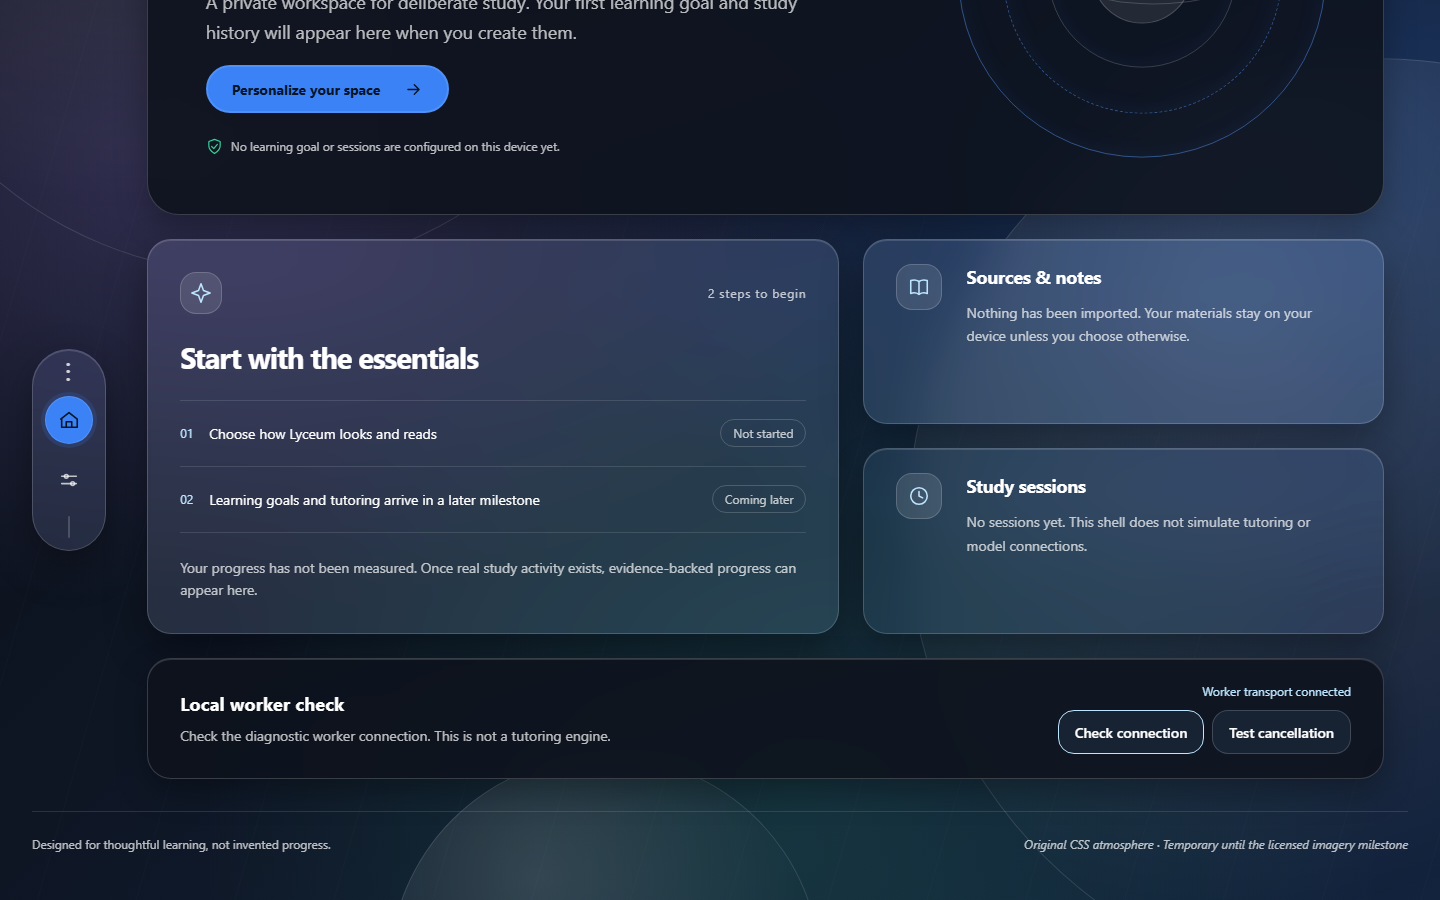 A private workspace for deliberate study. Your first learning goal and study
history will appear here when you create them.
Personalize your space
No learning goal or sessions are configured on this device yet.
2 steps to begin
Start with the essentials
01 Choose how Lyceum looks and reads Not started
02 Learning goals and tutoring arrive in a later milestone Coming later
Your progress has not been measured. Once real study activity exists, evidence-backed progress can
appear here.
Sources & notes
Nothing has been imported. Your materials stay on your
device unless you choose otherwise.
Study sessions
No sessions yet. This shell does not simulate tutoring or
model connections.
Local worker check
Check the diagnostic worker connection. This is not a tutoring engine.
Worker transport connected
Check connection Test cancellation
Designed for thoughtful learning, not invented progress.
Original CSS atmosphere · Temporary until the licensed imagery milestone